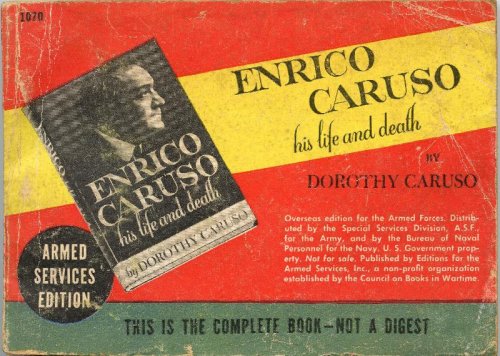 1070
ENRICO
CARUSO
his life and death
BY
DOROTHY CARUSO
ENRICO
ENRICO
CARUSO
his life and death
by DOROTHY CARUSO
Overseas edition for the Armed Forces. Distrib-
uted by the Special Services Division, A.S.F.,
for the Army, and by the Bureau of Naval
Personnel for the Navy. U. S. Government prop-
erty. Not for sale. Published by Editions for the
Armed Services, Inc., a non-profit organization
established by the Council on Books in Wartime.
ARMED
SERVICES
EDITION
THIS IS THE COMPLETE BOOK—NOT A DIGEST